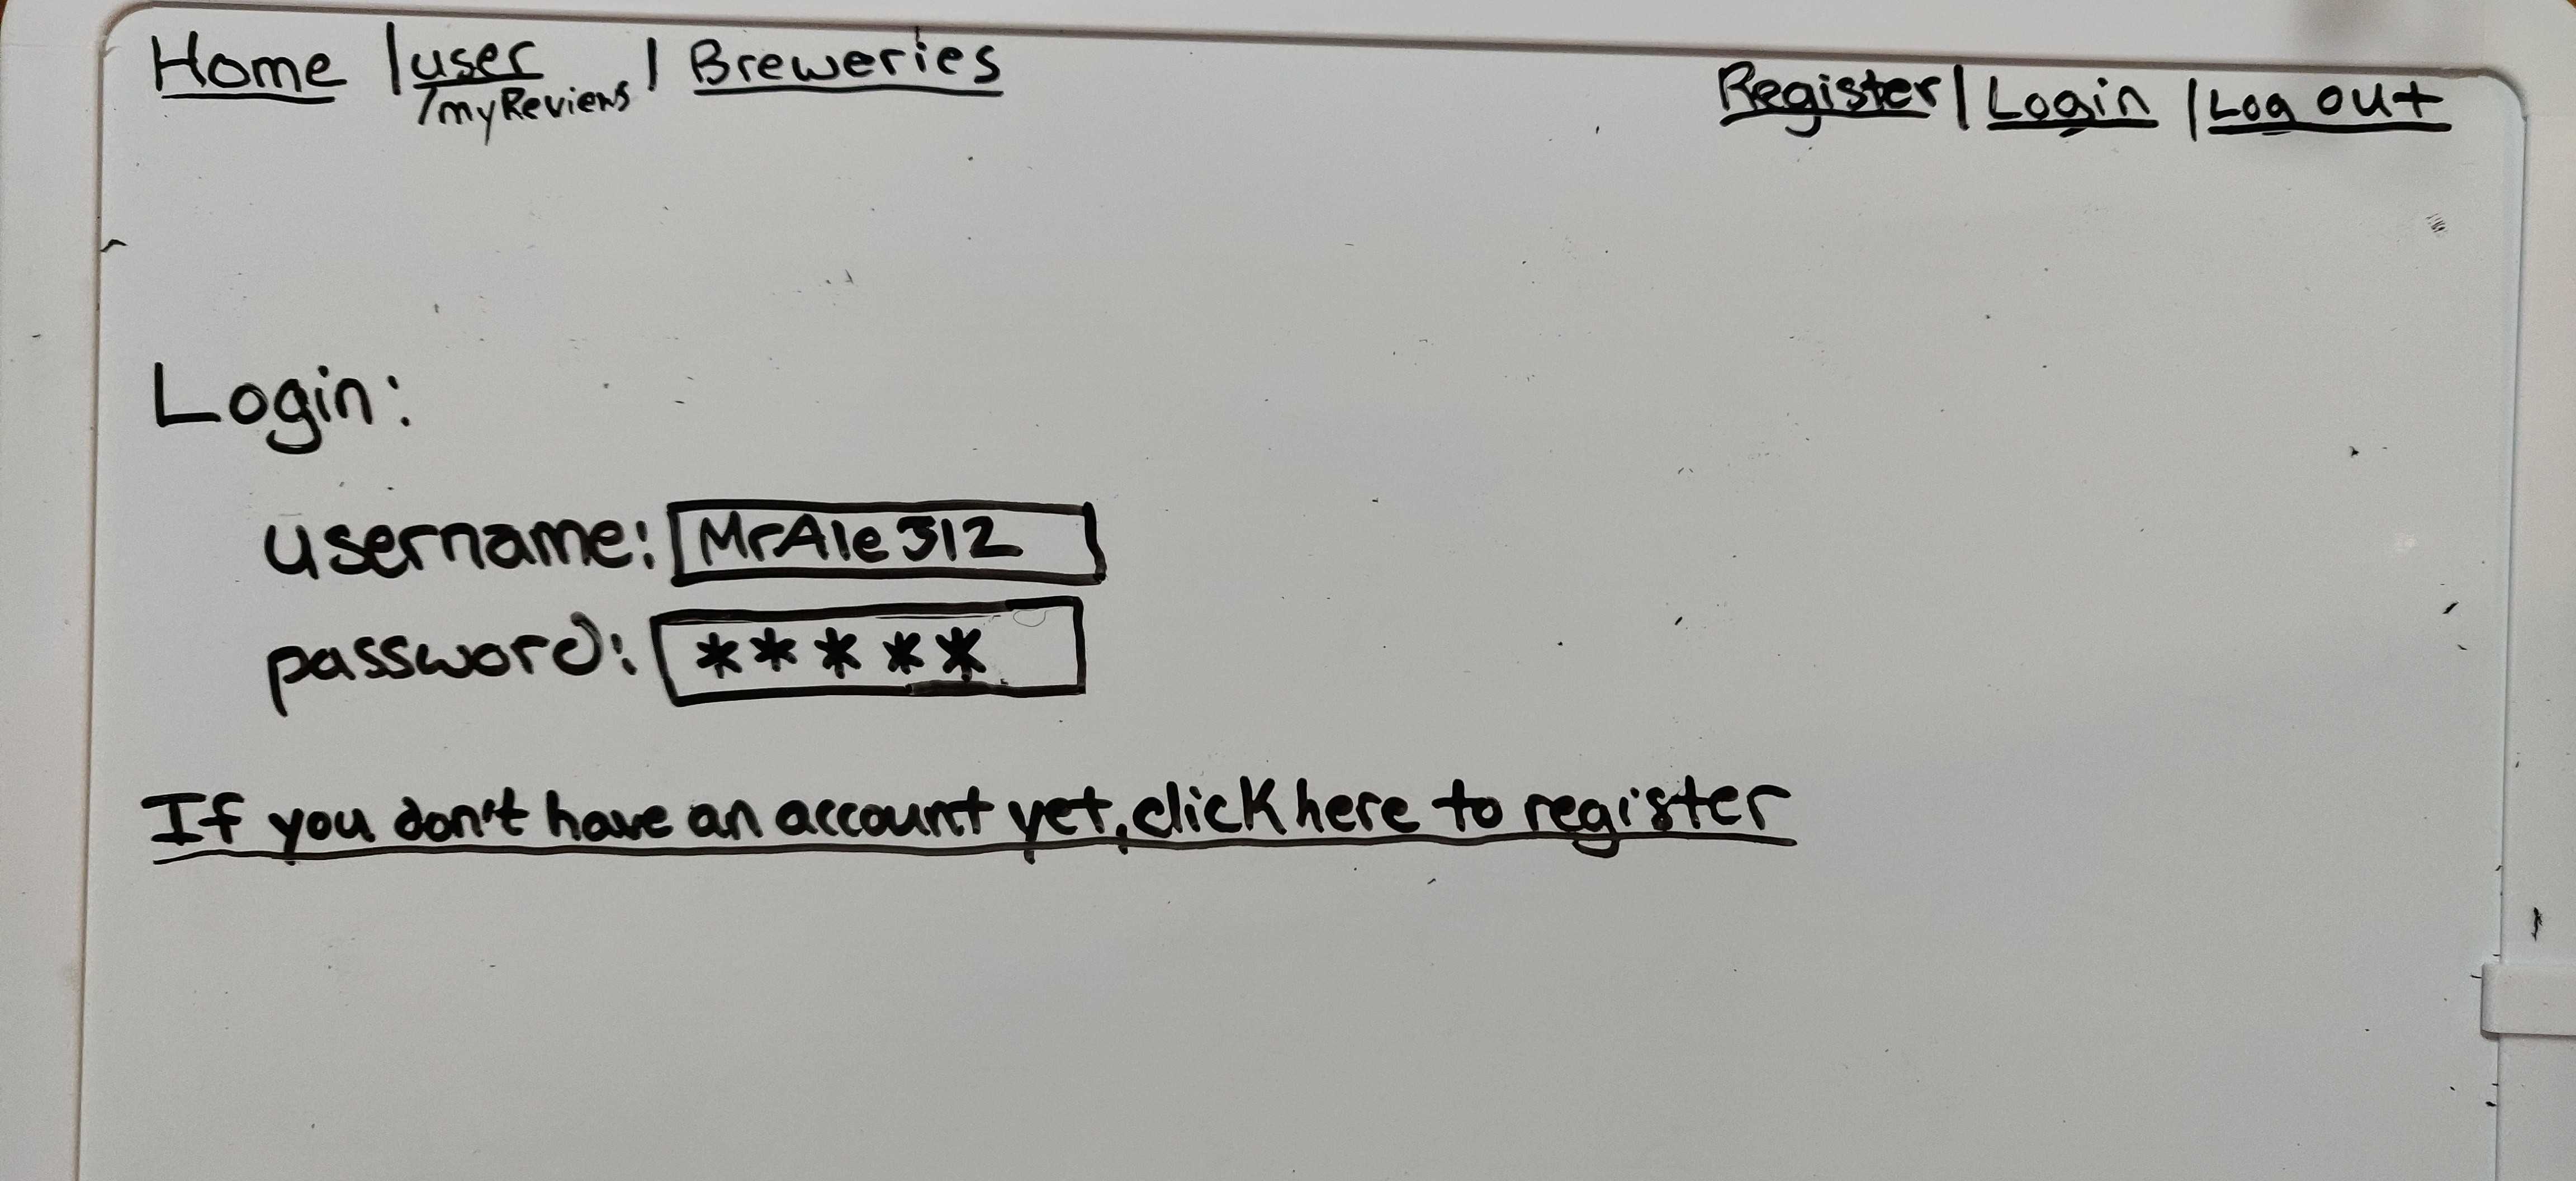 Home | user | Breweries
/myReviews
Register | Login | Log out
Login:
username: MrAle312
password: *****
If you don't have an account yet, click here to register